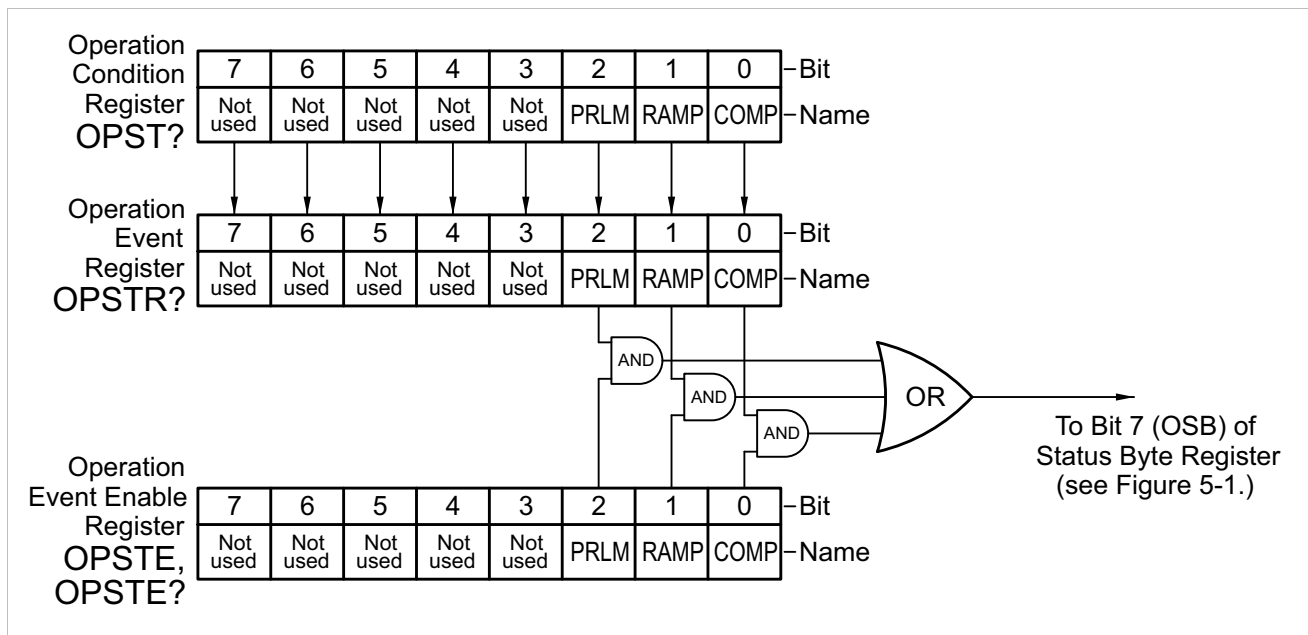 Operation
Condition
Register
OPST?
7 6 5 4 3 2 1 0 Bit
Not used Not used Not used Not used Not used PRLM RAMP COMP Name
Operation
Event
Register
OPSTR?
7 6 5 4 3 2 1 0 Bit
Not used Not used Not used Not used Not used PRLM RAMP COMP Name
AND
AND
AND
OR
To Bit 7 (OSB) of
Status Byte Register
(see Figure 5-1.)
Operation
Event Enable
Register
OPSTE,
OPSTE?
7 6 5 4 3 2 1 0 Bit
Not used Not used Not used Not used Not used PRLM RAMP COMP Name